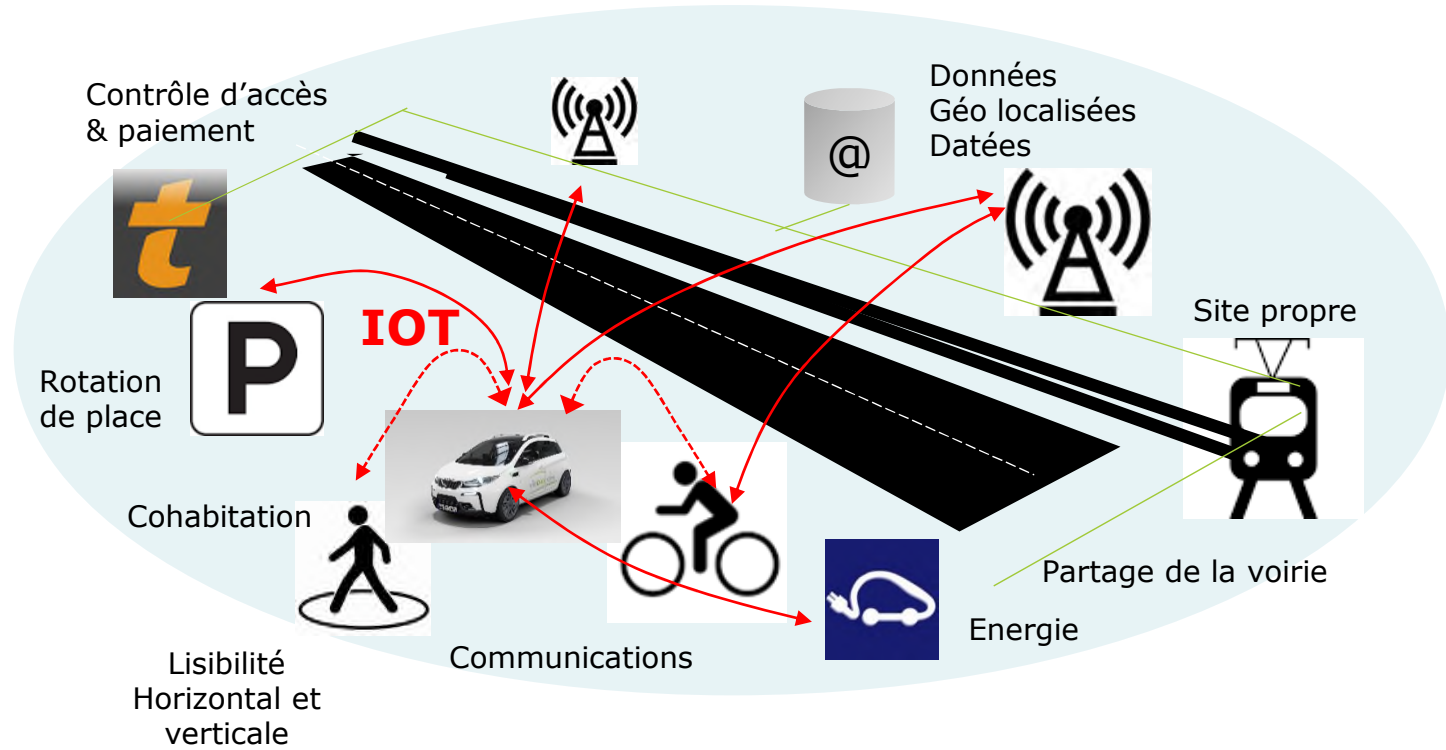 Contrôle d'accès
& paiement
t
Données
Géo localisées
Datées
@
Site propre
IOT
P
Rotation
de place
Cohabitation
Partage de la voirie
Energie
Communications
Lisibilité
Horizontal et
verticale